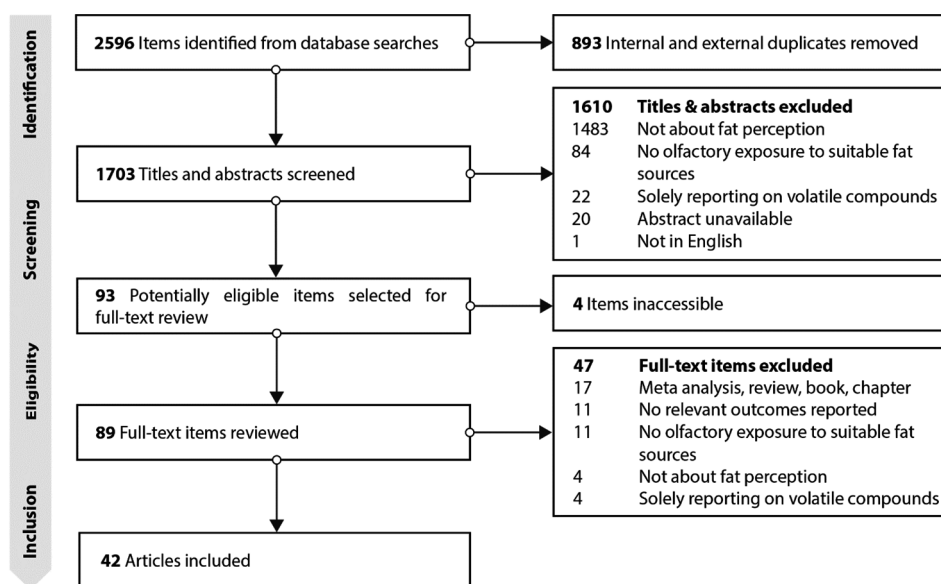 Identification
2596 Items identified from database searches
893 Internal and external duplicates removed
1610 Titles & abstracts excluded
1483 Not about fat perception
84 No olfactory exposure to suitable fat
sources
22 Solely reporting on volatile compounds
20 Abstract unavailable
1 Not in English
Screening
1703 Titles and abstracts screened
93 Potentially eligible items selected for
full-text review
4 Items inaccessible
Eligibility
89 Full-text items reviewed
47 Full-text items excluded
17 Meta analysis, review, book, chapter
11 No relevant outcomes reported
11 No olfactory exposure to suitable fat
sources
4 Not about fat perception
4 Solely reporting on volatile compounds
Inclusion
42 Articles included